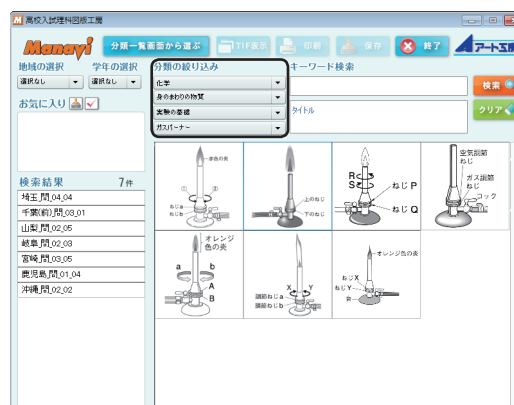 高校入試理科図版工房
Manavi
分類一覧画面から選ぶ
TIF表示
印刷
保存
終了
アート工房
地域の選択
学年の選択
分類の絞り込み
キーワード検索
選択なし
選択なし
化学
身のまわりの物質
実験の基礎
ガスバーナー
検索
タイトル
クリア
お気に入り
検索結果 7件
埼玉_問_04_04
千葉(前)_問_03_01
山梨_問_02_05
岐阜_問_02_03
宮崎_問_03_05
鹿児島_問_01_04
沖縄_問_02_02
赤色の炎
① ②
ねじa
ねじb
上のねじ
下のねじ
R
S
ねじP
ねじQ
空気調節
ねじ
ガス調節
ねじ
コック
オレンジ
色の炎
a b
A
B
X Y
調節ねじa
調節ねじb
オレンジ色の炎
ねじX
ねじY